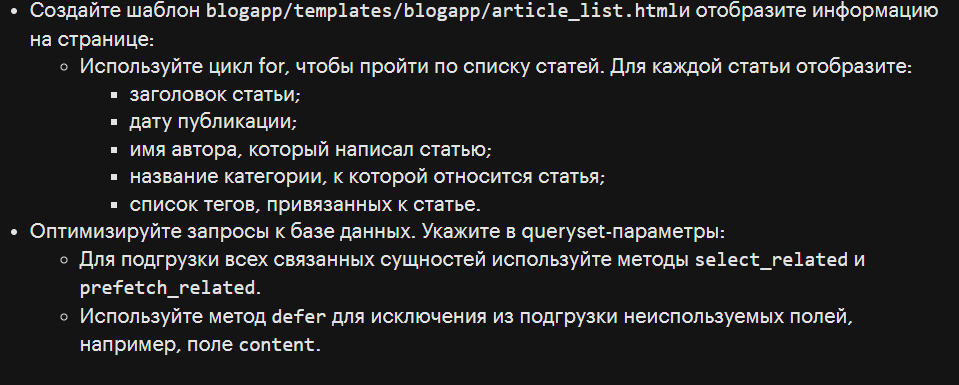 • Создайте шаблон blogapp/templates/blogapp/article_list.htmlи отобразите информацию
на странице:
◦ Используйте цикл for, чтобы пройти по списку статей. Для каждой статьи отобразите:
▪ заголовок статьи;
▪ дату публикации;
▪ имя автора, который написал статью;
▪ название категории, к которой относится статья;
▪ список тегов, привязанных к статье.
• Оптимизируйте запросы к базе данных. Укажите в queryset-параметры:
◦ Для подгрузки всех связанных сущностей используйте методы select_related и
prefetch_related.
◦ Используйте метод defer для исключения из подгрузки неиспользуемых полей,
например, поле content.